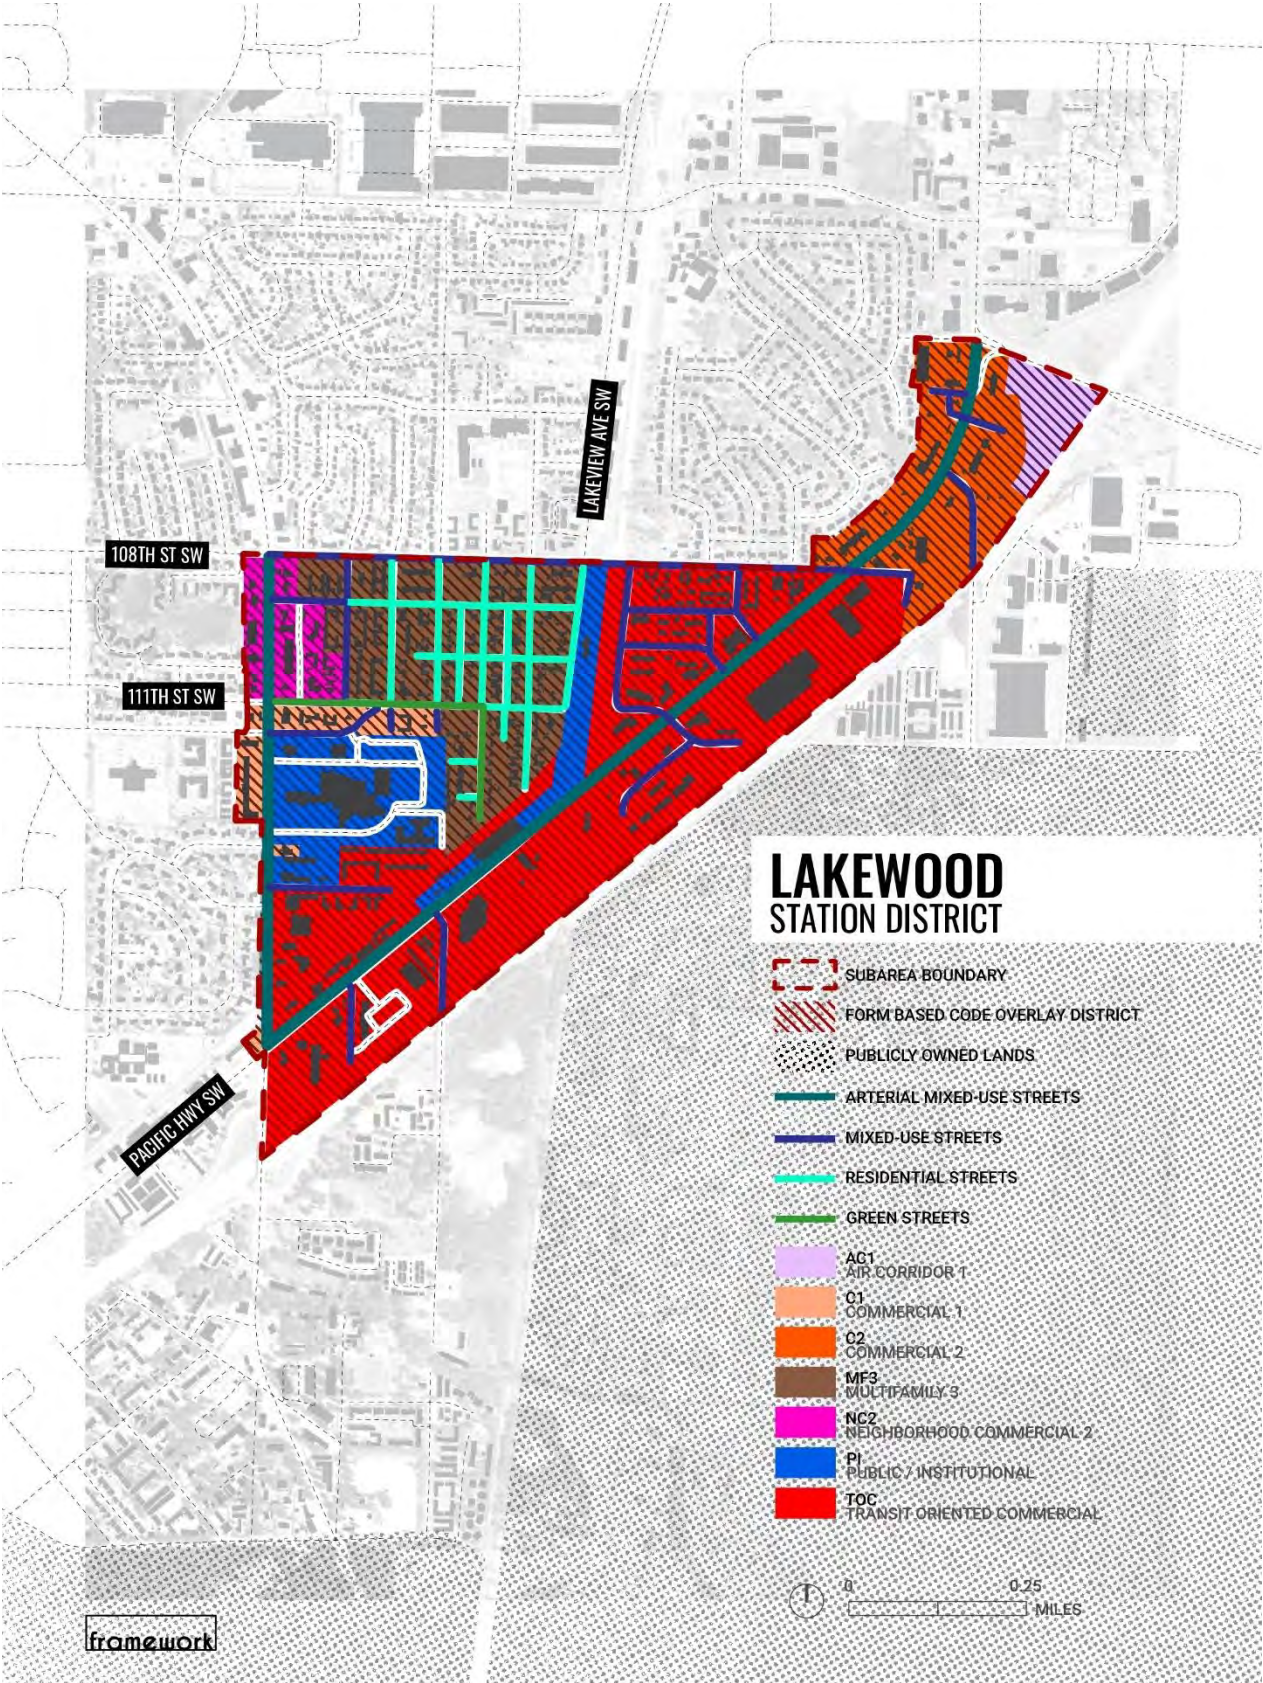 LAKEVIEW AVE SW
108TH ST SW
111TH ST SW
PACIFIC HWY SW
LAKEWOOD
STATION DISTRICT
SUBAREA BOUNDARY
FORM BASED CODE OVERLAY DISTRICT
PUBLICLY OWNED LANDS
ARTERIAL MIXED-USE STREETS
MIXED-USE STREETS
RESIDENTIAL STREETS
GREEN STREETS
AC1
AIR CORRIDOR 1
C1
COMMERCIAL 1
C2
COMMERCIAL 2
MF3
MULTIFAMILY 3
NC2
NEIGHBORHOOD COMMERCIAL 2
PI
PUBLIC / INSTITUTIONAL
TOC
TRANSIT ORIENTED COMMERCIAL
0 0.25
MILES
framework